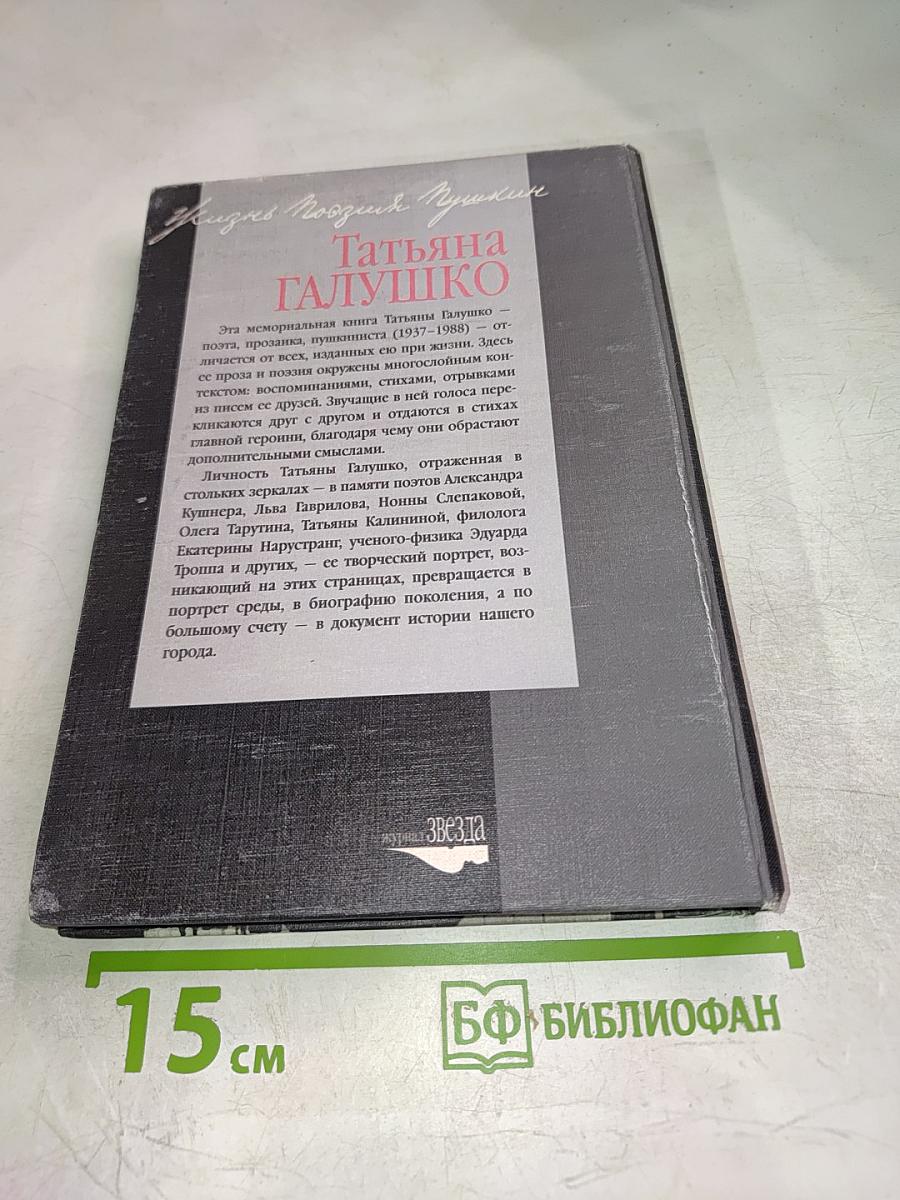 Жизнь Поэзия Пушкин
Татьяна
ГАЛУШКО
Эта мемориальная книга Татьяны Галушко —
поэта, прозаика, пушкиниста (1937–1988) — от-
личается от всех, изданных ею при жизни. Здесь
ее проза и поэзия окружены многослойным кон-
текстом: воспоминаниями, стихами, отрывками
из писем ее друзей. Звучащие в ней голоса пере-
кликаются друг с другом и отдаются в стихах
главной героини, благодаря чему они обрастают
дополнительными смыслами.
Личность Татьяны Галушко, отраженная в
стольких зеркалах — в памяти поэтов Александра
Кушнера, Льва Гаврилова, Нонны Слепаковой,
Олега Тарутина, Татьяны Калининой, филолога
Екатерины Нарустранг, ученого-физика Эдуарда
Троппа и других, — ее творческий портрет, воз-
никающий на этих страницах, превращается в
портрет среды, в биографию поколения, а по
большому счету — в документ истории нашего
города.
журнал звезда
15 см
БФ БИБЛИОФАН